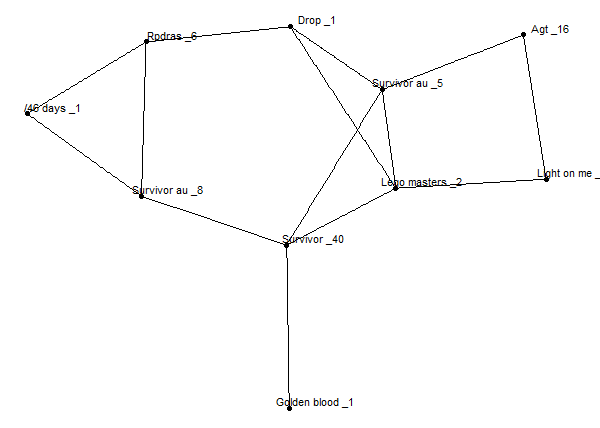 Drop _1
Agt _16
Rpdras _6
Survivor au _5
/46 days _1
Light on me _
Lego masters _2
Survivor au _8
Survivor _40
Golden blood _1